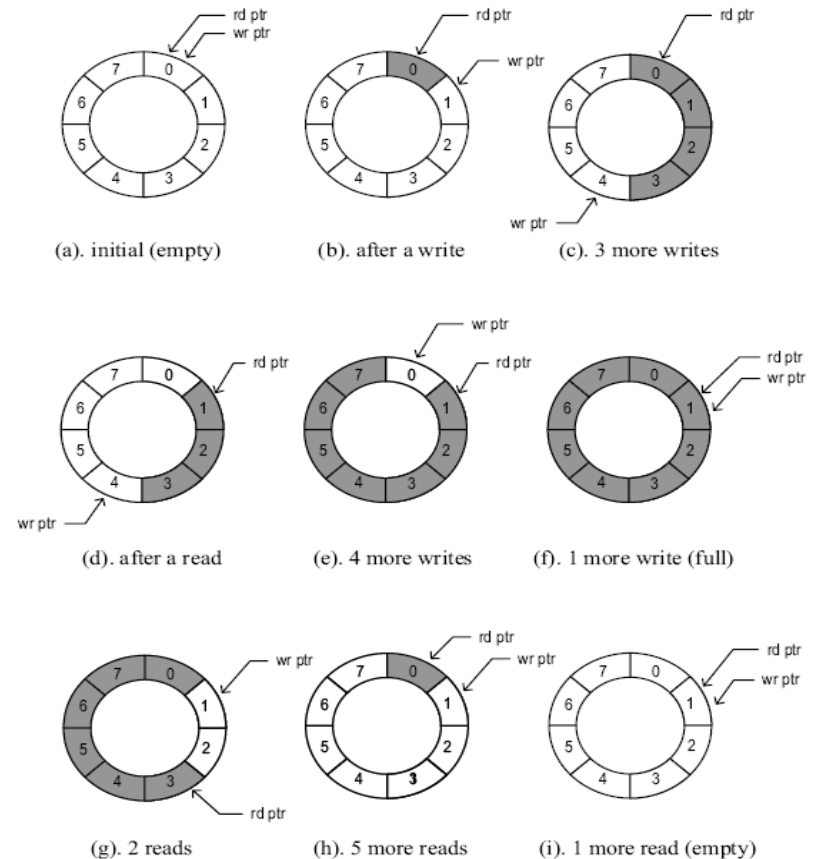 rd ptr
wr ptr
7 0
6 1
5 2
4 3
(a). initial (empty)
rd ptr
wr ptr
7 0
6 1
5 2
4 3
(b). after a write
rd ptr
7 0
6 1
5 2
4 3
wr ptr
(c). 3 more writes
rd ptr
7 0
6 1
5 2
4 3
wr ptr
(d). after a read
wr ptr
rd ptr
7 0
6 1
5 2
4 3
(e). 4 more writes
rd ptr
wr ptr
7 0
6 1
5 2
4 3
(f). 1 more write (full)
wr ptr
7 0
6 1
5 2
4 3
rd ptr
(g). 2 reads
rd ptr
wr ptr
7 0
6 1
5 2
4 3
(h). 5 more reads
rd ptr
wr ptr
7 0
6 1
5 2
4 3
(i). 1 more read (empty)